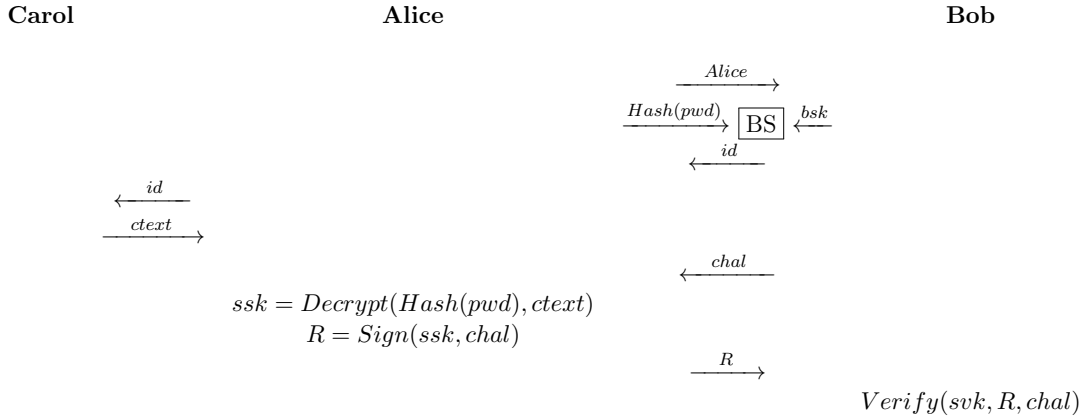 Carol Alice Bob
Alice
Hash(pwd) BS bsk
id
id
ctext
chal
ssk = Decrypt(Hash(pwd), ctext)
R = Sign(ssk, chal)
R
Verify(svk, R, chal)